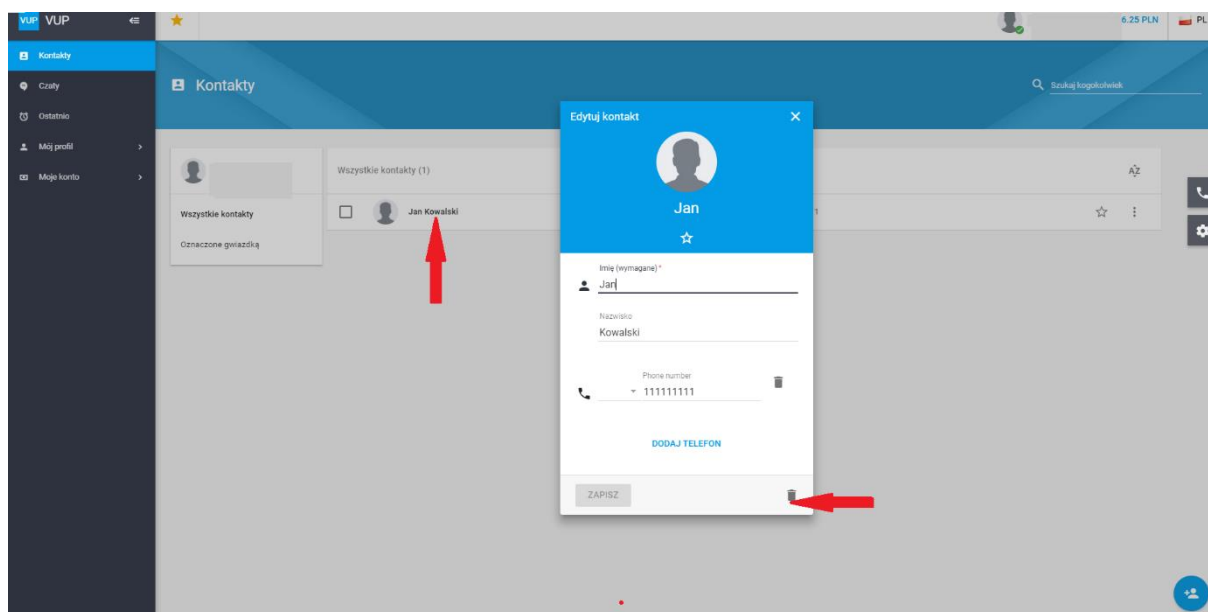 VUP VUP
6.25 PLN
PL
Kontakty
Czaty
Ostatnio
Mój profil
Moje konto
Kontakty
Szukaj kogokolwiek
Wszystkie kontakty
Oznaczone gwiazdką
Wszystkie kontakty (1)
AZ
Jan Kowalski
1
Edytuj kontakt
Jan
Imię (wymagane) *
Jan
Nazwisko
Kowalski
Phone number
111111111
DODAJ TELEFON
ZAPISZ